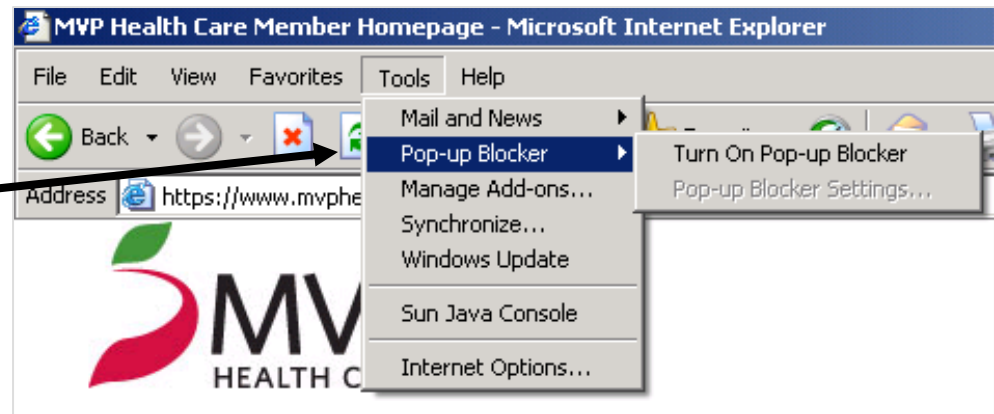 MVP Health Care Member Homepage - Microsoft Internet Explorer
File Edit View Favorites Tools Help
Back
Mail and News
Pop-up Blocker
Turn On Pop-up Blocker
Address https://www.mvphe
Manage Add-ons...
Pop-up Blocker Settings...
Synchronize...
Windows Update
Sun Java Console
Internet Options...
MV
HEALTH C